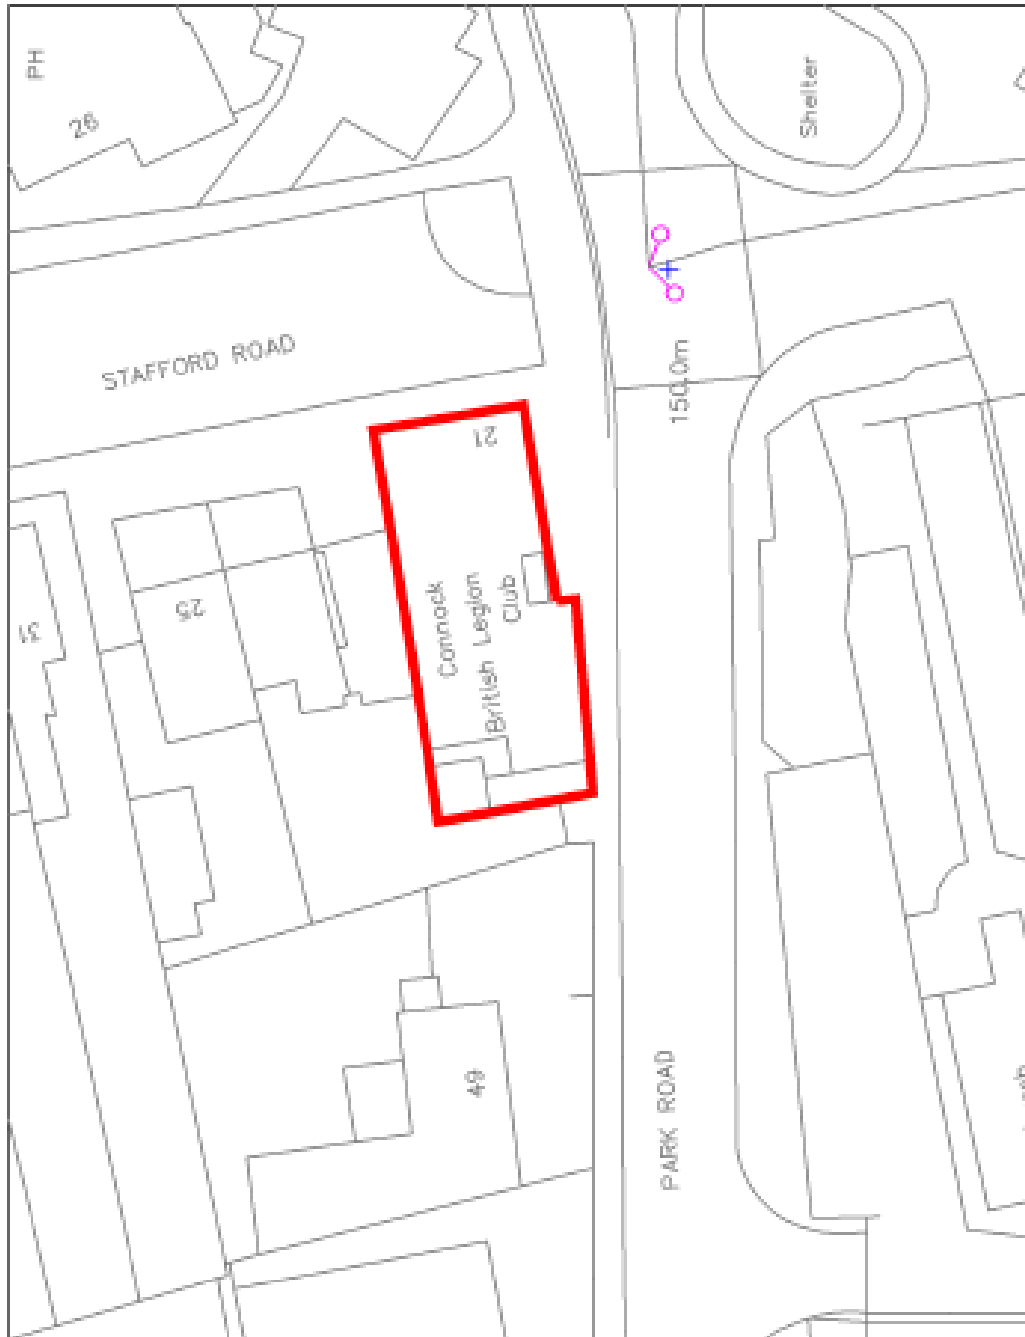 PH
26
Shelter
STAFFORD ROAD
150.0m
21
Cannock
British Legion
Club
25
31
49
PARK ROAD